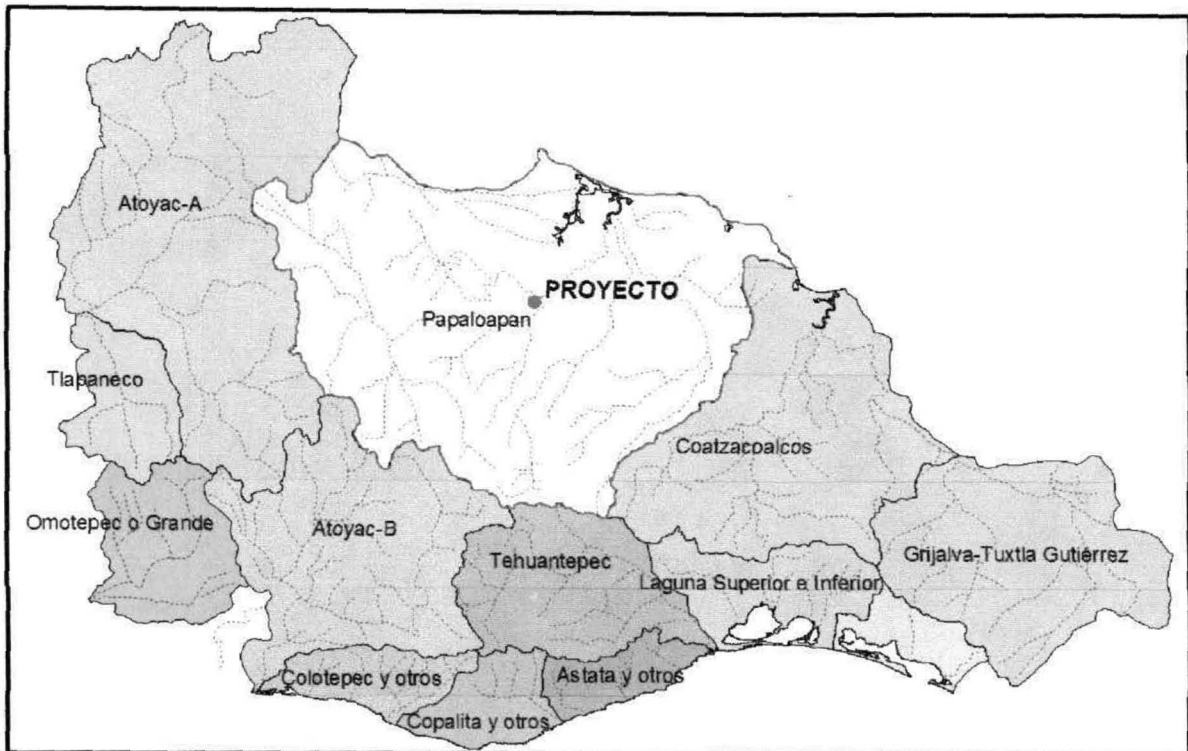 Atoyac-A
PROYECTO
Papaloapan
Tlapaneco
Coatzacoalcos
Omotepec o Grande
Atoyac-B
Tehuantepec
Grijalva-Tuxtla Gutiérrez
Laguna Superior e Inferior
Colotepec y otros
Astata y otros
Copalita y otros